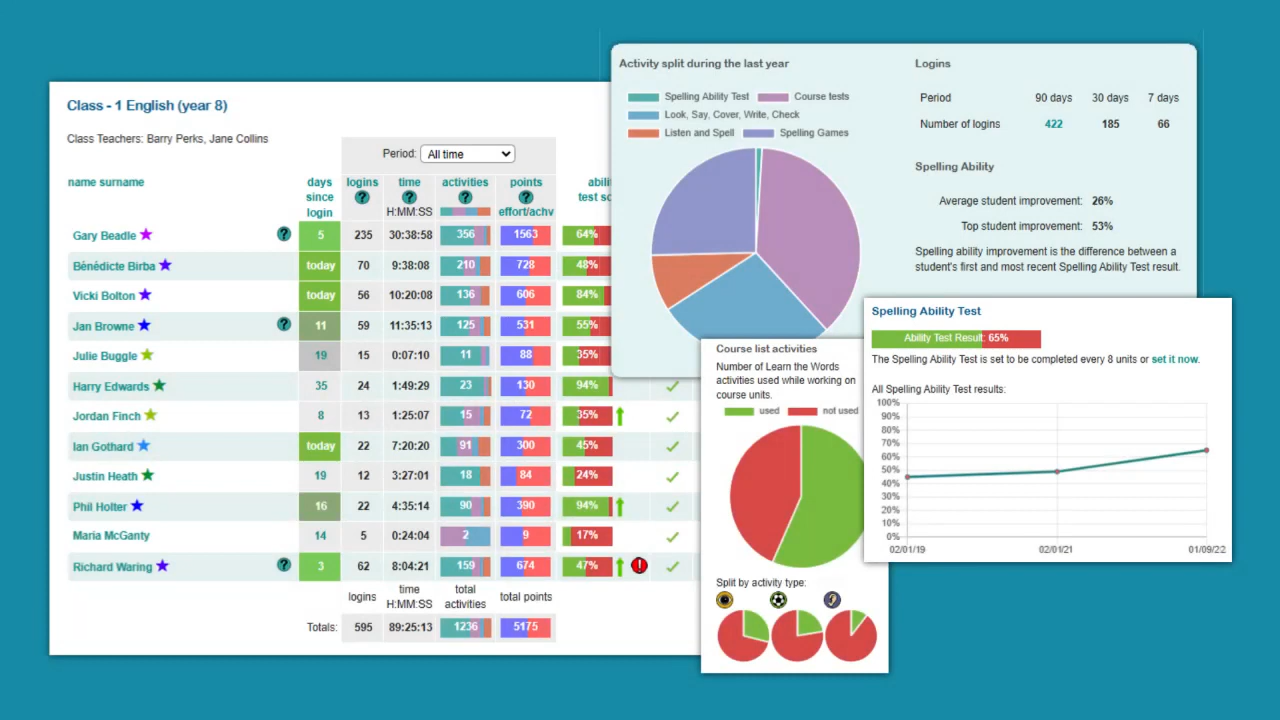 Class - 1 English (year 8)
Class Teachers: Barry Perks, Jane Collins
Period: All time
name surname
days since login
logins ?
time ? H:MM:SS
activities ?
points ? effort/achv
Gary Beadle ? 5 235 30:38:58 356 1563 64%
Bénédicte Birba today 70 9:38:08 210 728 48%
Vicki Bolton today 56 10:20:08 136 606 84%
Jan Browne ? 11 59 11:35:13 125 531 55%
Julie Buggle 19 15 0:07:10 11 88 35%
Harry Edwards 35 24 1:49:29 23 130 94%
Jordan Finch 8 13 1:25:07 15 72 35%
Ian Gothard today 22 7:20:20 91 300 45%
Justin Heath 19 12 3:27:01 18 84 24%
Phil Holter 16 22 4:35:14 90 390 94%
Maria McGanty 14 5 0:24:04 2 9 17%
Richard Waring ? 3 62 8:04:21 159 674 47% !
logins
time H:MM:SS
total activities
total points
Totals: 595 89:25:13 1236 5175
Activity split during the last year
Spelling Ability Test Course tests
Look, Say, Cover, Write, Check
Listen and Spell Spelling Games
Logins
Period 90 days 30 days 7 days
Number of logins 422 185 66
Spelling Ability
Average student improvement: 26%
Top student improvement: 53%
Spelling ability improvement is the difference between a
student's first and most recent Spelling Ability Test result.
Course list activities
Number of Learn the Words
activities used while working on
course units.
used not used
Split by activity type:
Spelling Ability Test
Ability Test Result: 65%
The Spelling Ability Test is set to be completed every 8 units or set it now.
All Spelling Ability Test results:
100%
90%
80%
70%
60%
50%
40%
30%
20%
10%
0%
02/01/19 02/01/21 01/09/22